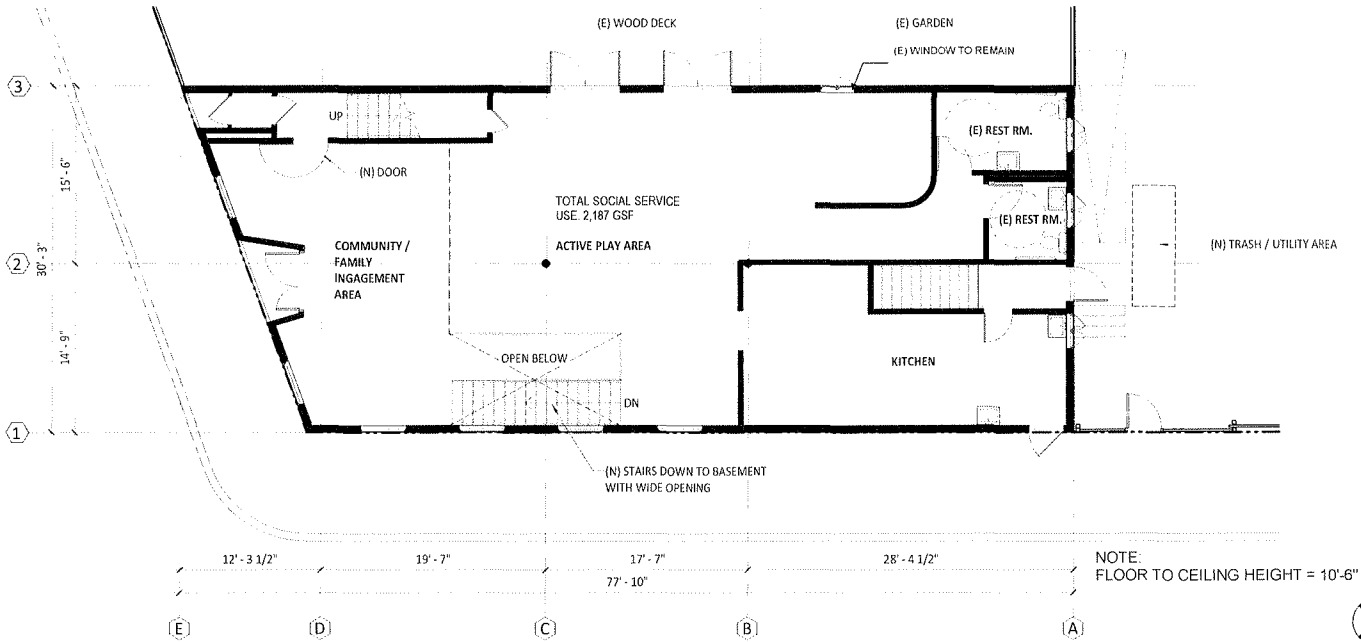 (E) WOOD DECK
(E) GARDEN
(E) WINDOW TO REMAIN
3
UP
(E) REST RM.
(N) DOOR
15' - 6"
TOTAL SOCIAL SERVICE
USE. 2,187 GSF
(E) REST RM.
ACTIVE PLAY AREA
COMMUNITY /
FAMILY
INGAGEMENT
AREA
(N) TRASH / UTILITY AREA
2
30' - 3"
14' - 9"
OPEN BELOW
KITCHEN
DN
1
(N) STAIRS DOWN TO BASEMENT
WITH WIDE OPENING
12' - 3 1/2"
19' - 7"
17' - 7"
28' - 4 1/2"
77' - 10"
NOTE:
FLOOR TO CEILING HEIGHT = 10'-6"
E
D
C
B
A